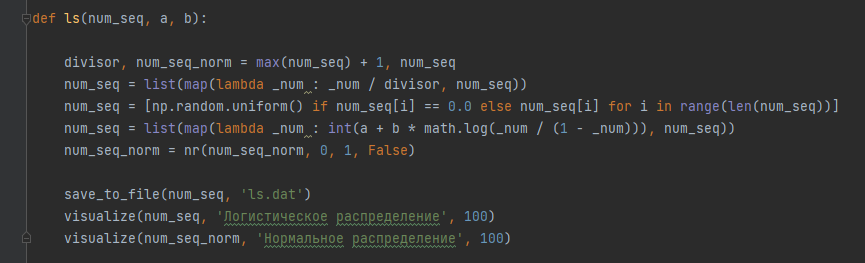 def ls(num_seq, a, b):
divisor, num_seq_norm = max(num_seq) + 1, num_seq
num_seq = list(map(lambda _num : _num / divisor, num_seq))
num_seq = [np.random.uniform() if num_seq[i] == 0.0 else num_seq[i] for i in range(len(num_seq))]
num_seq = list(map(lambda _num : int(a + b * math.log(_num / (1 - _num))), num_seq))
num_seq_norm = nr(num_seq_norm, 0, 1, False)
save_to_file(num_seq, 'ls.dat')
visualize(num_seq, 'Логистическое распределение', 100)
visualize(num_seq_norm, 'Нормальное распределение', 100)